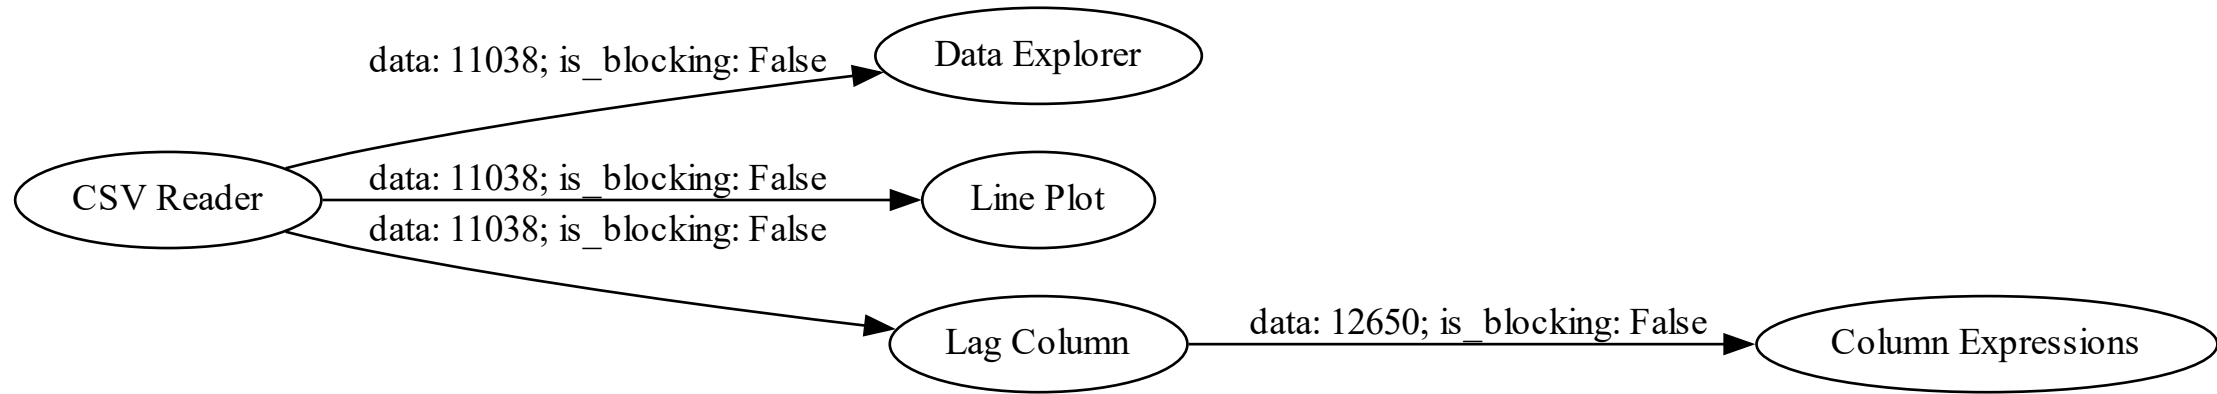 data: 11038; is_blocking: False
Data Explorer
CSV Reader
data: 11038; is_blocking: False
Line Plot
data: 11038; is_blocking: False
Lag Column
data: 12650; is_blocking: False
Column Expressions